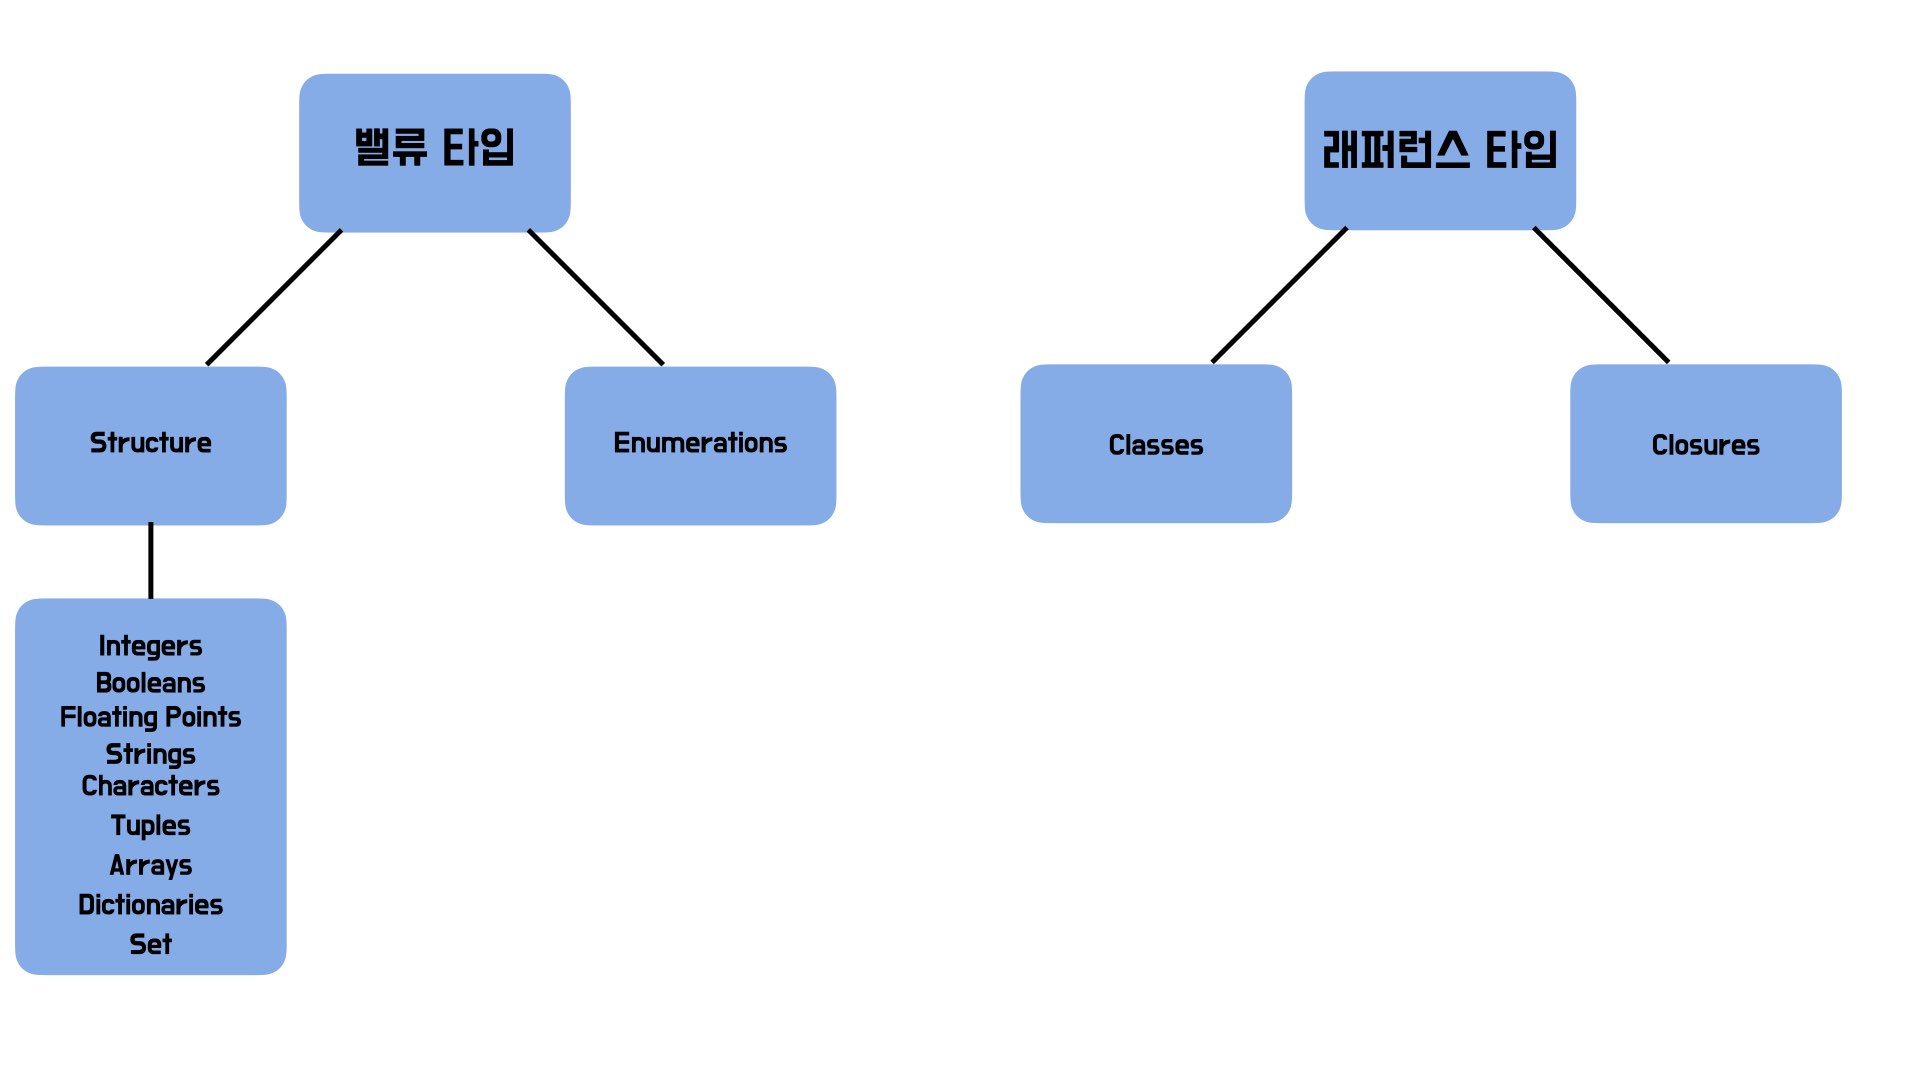 밸류 타입
래퍼런스 타입
Structure
Enumerations
Classes
Closures
Integers
Booleans
Floating Points
Strings
Characters
Tuples
Arrays
Dictionaries
Set